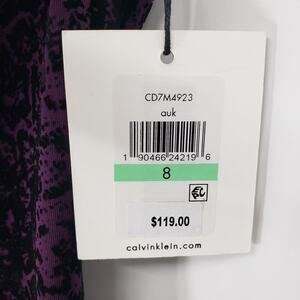 CD7M4923
auk
1 90466 24219 6
8
$119.00
calvinklein.com